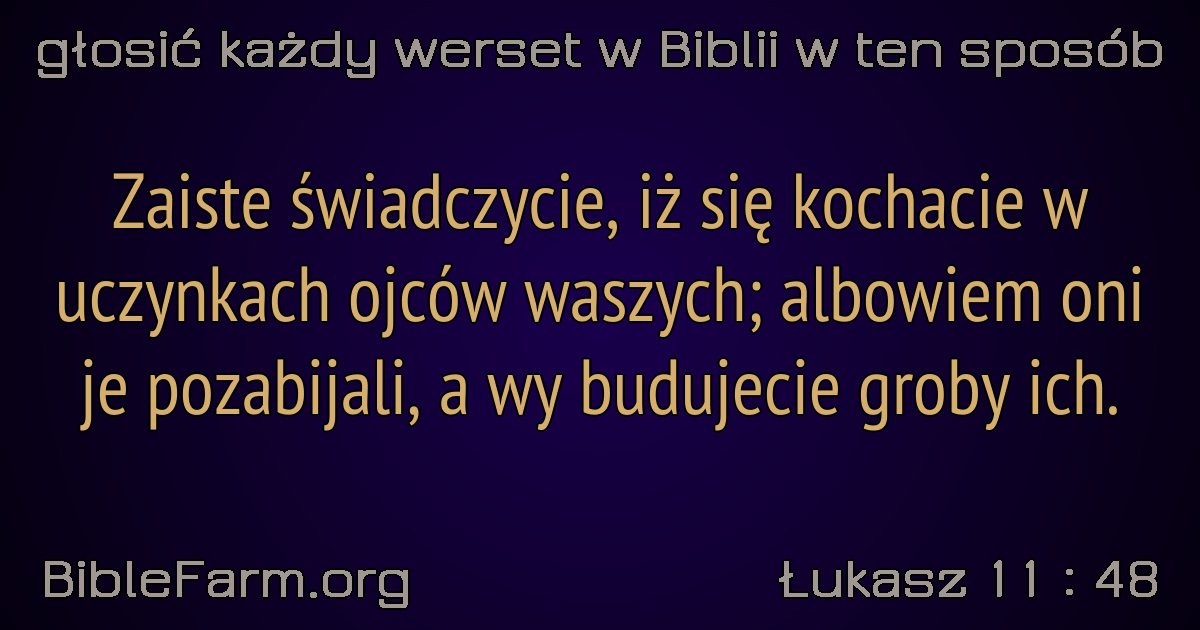 głosić każdy werset w Biblii w ten sposób
Zaiste świadczycie, iż się kochacie w
uczynkach ojców waszych; albowiem oni
je pozabijali, a wy budujecie groby ich.
BibleFarm.org
Łukasz 11 : 48